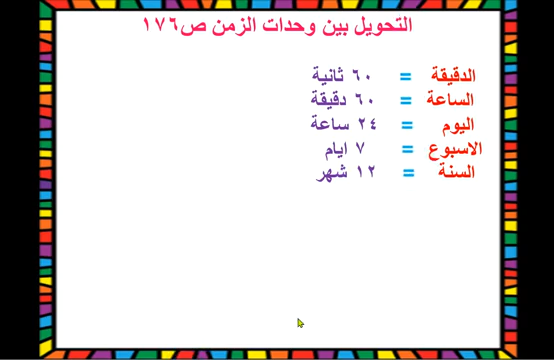 التحويل بين وحدات الزمن ص١٧٦
الدقيقة = ٦٠ ثانية
الساعة = ٦٠ دقيقة
اليوم = ٢٤ ساعة
الاسبوع = ٧ ايام
السنة = ١٢ شهر